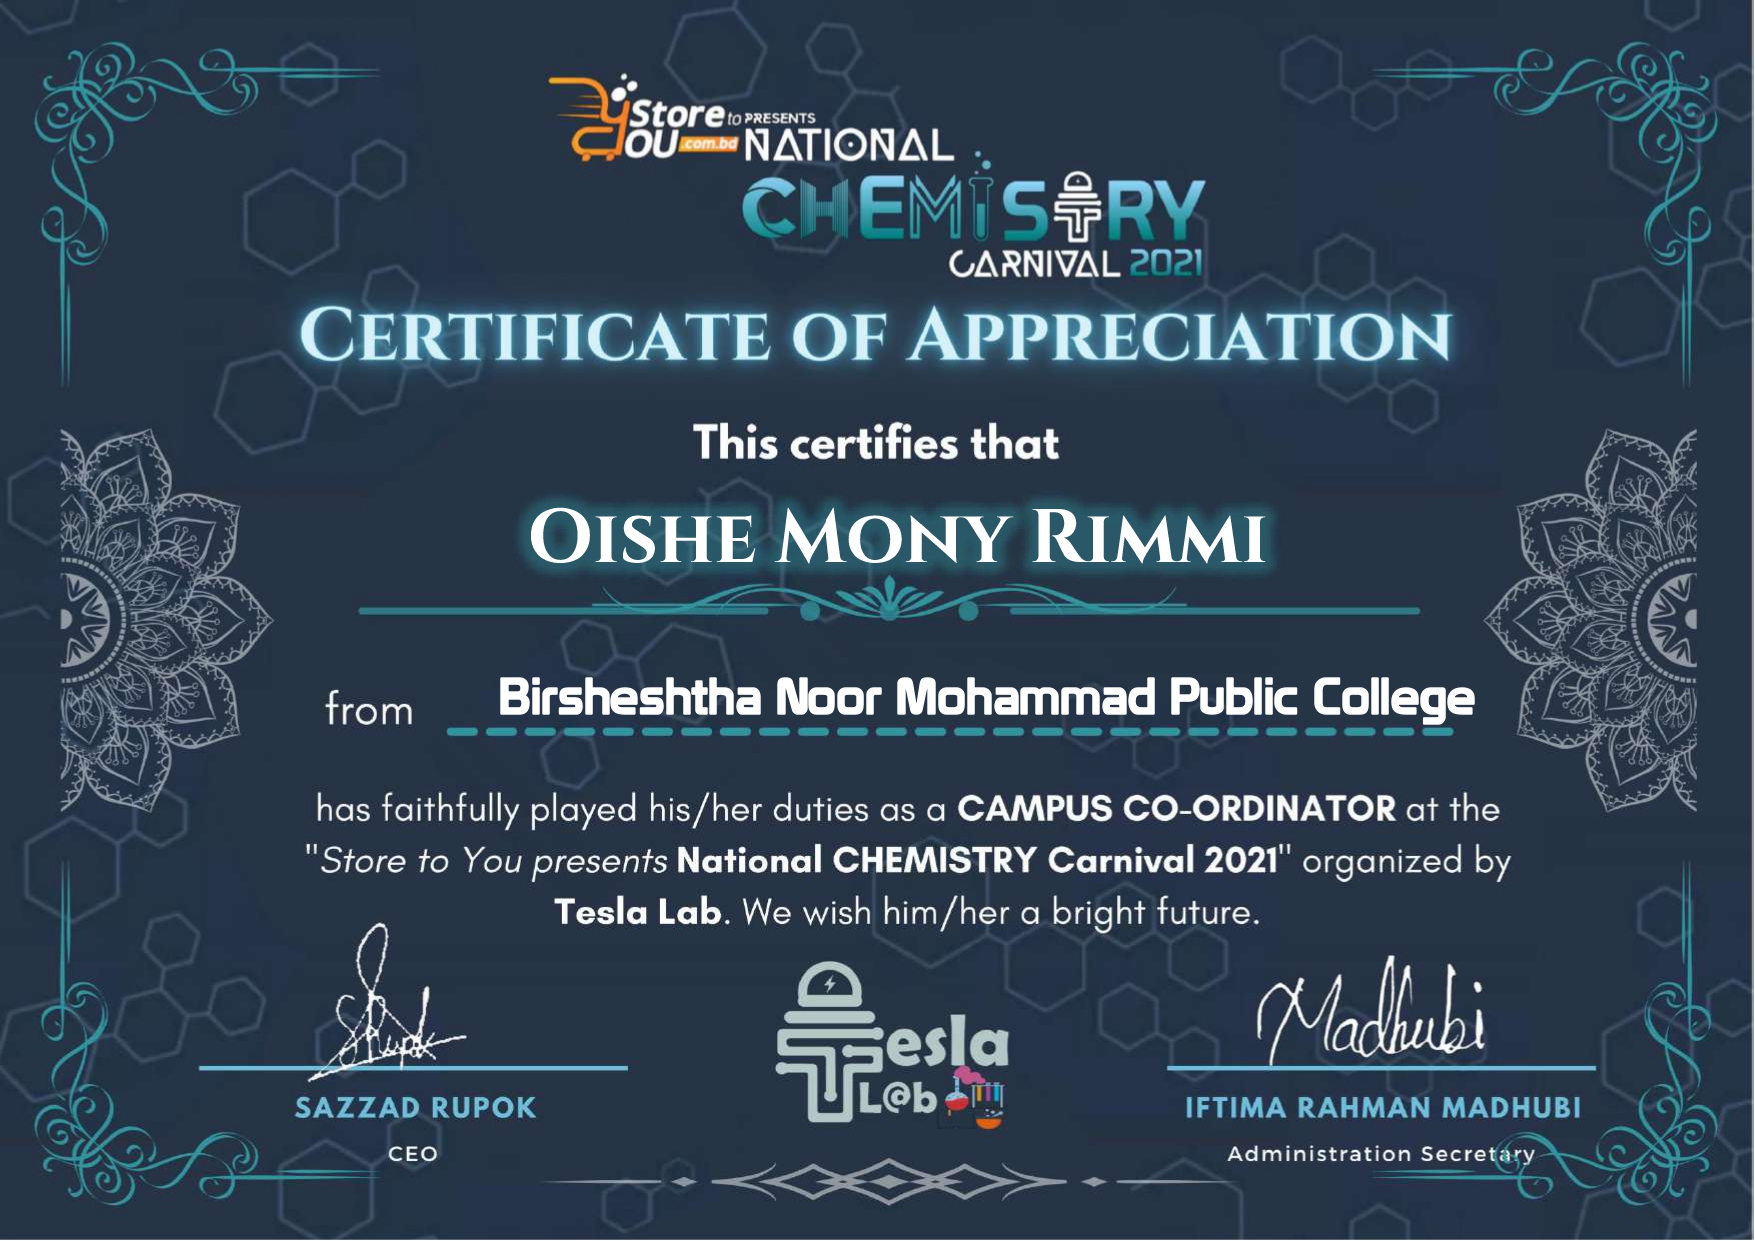 Store to PRESENTS
YOU .com.bd NATIONAL
CHEMISTRY
CARNIVAL 2021
CERTIFICATE OF APPRECIATION
This certifies that
OISHE MONY RIMMI
from Birsheshtha Noor Mohammad Public College
has faithfully played his/her duties as a CAMPUS CO-ORDINATOR at the
"Store to You presents National CHEMISTRY Carnival 2021" organized by
Tesla Lab. We wish him/her a bright future.
SRupok
Madhubi
Tesla
L@b
SAZZAD RUPOK
CEO
IFTIMA RAHMAN MADHUBI
Administration Secretary